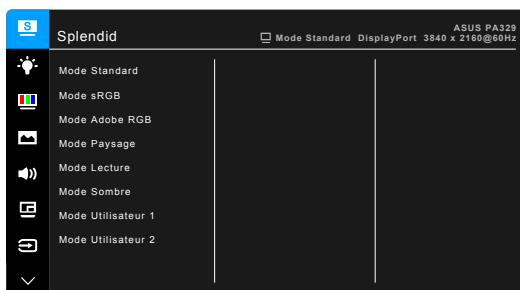 S
Splendid
ASUS PA329
Mode Standard DisplayPort 3840 x 2160@60Hz
Mode Standard
Mode sRGB
Mode Adobe RGB
Mode Paysage
Mode Lecture
Mode Sombre
Mode Utilisateur 1
Mode Utilisateur 2